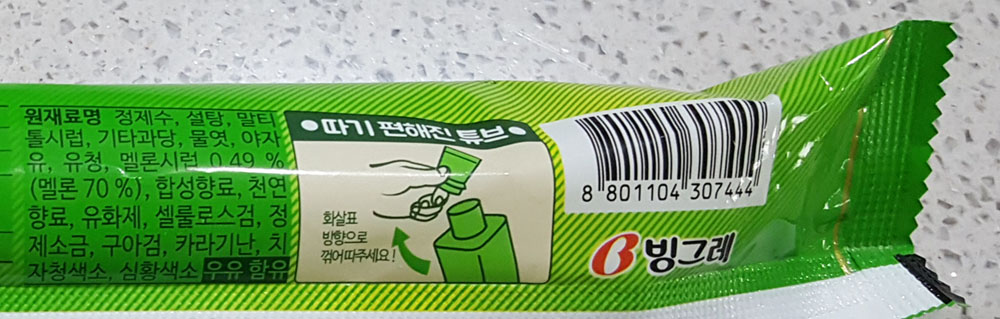 원재료명 정제수, 설탕, 말티
톨시럽, 기타과당, 물엿, 야자
유, 유청, 멜론시럽 0.49 %
(멜론 70 %), 합성향료, 천연
향료, 유화제, 셀룰로스검, 정
제소금, 구아검, 카라기난, 치
자청색소, 심황색소 우유 함유
•따기 편해진 튜브•
화살표
방향으로
꺾어 따주세요!
8 801104 307444
B 빙그레